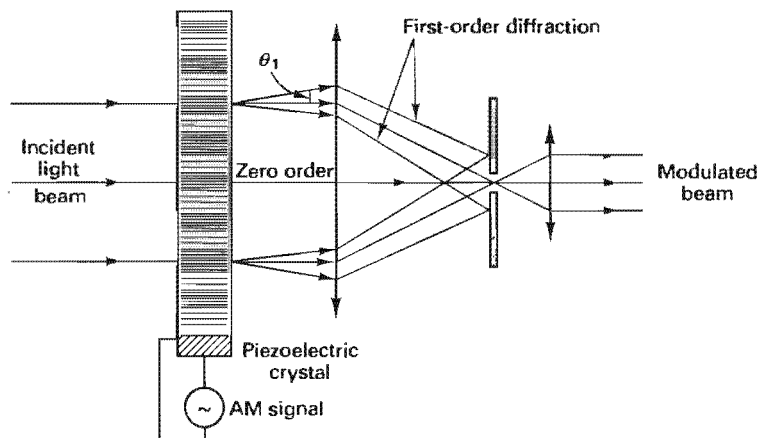 First-order diffraction
θ1
Incident
light
beam
Zero order
Modulated
beam
Piezoelectric
crystal
~
AM signal